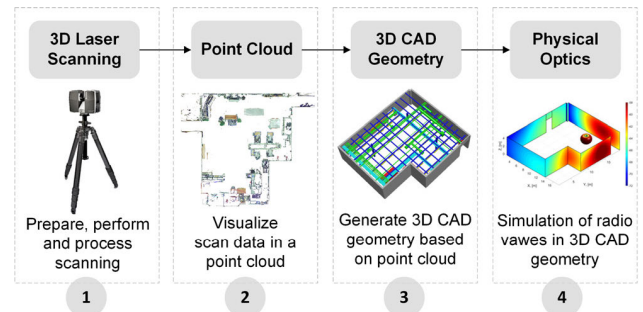 3D Laser
Scanning
Point Cloud
3D CAD
Geometry
Physical
Optics
Prepare, perform
and process
scanning
Visualize
scan data in a
point cloud
Generate 3D CAD
geometry based
on point cloud
Simulation of radio
vawes in 3D CAD
geometry
1
2
3
4